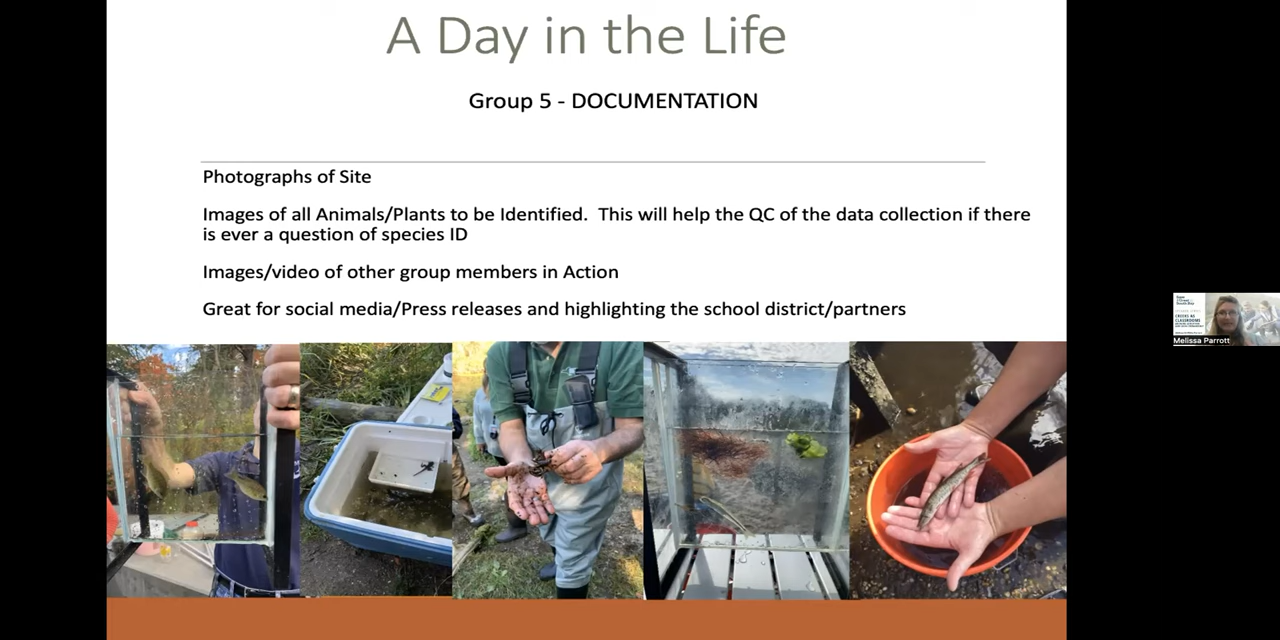 A Day in the Life
Group 5 - DOCUMENTATION
Photographs of Site
Images of all Animals/Plants to be Identified.  This will help the QC of the data collection if there
is ever a question of species ID
Images/video of other group members in Action
Great for social media/Press releases and highlighting the school district/partners
CREEKS AS
CLASSROOMS
Melissa Parrott